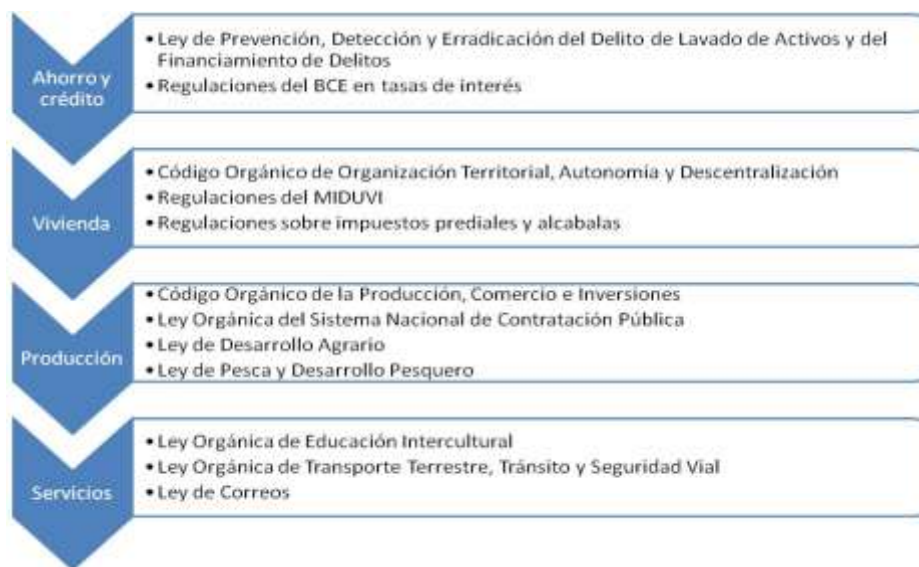 Ahorro y
crédito
• Ley de Prevención, Detección y Erradicación del Delito de Lavado de Activos y del
Financiamiento de Delitos
• Regulaciones del BCE en tasas de interés
Vivienda
• Código Orgánico de Organización Territorial, Autonomía y Descentralización
• Regulaciones del MIDUVI
• Regulaciones sobre impuestos prediales y alcabalas
Producción
• Código Orgánico de la Producción, Comercio e Inversiones
• Ley Orgánica del Sistema Nacional de Contratación Pública
• Ley de Desarrollo Agrario
• Ley de Pesca y Desarrollo Pesquero
Servicios
• Ley Orgánica de Educación Intercultural
• Ley Orgánica de Transporte Terrestre, Tránsito y Seguridad Vial
• Ley de Correos